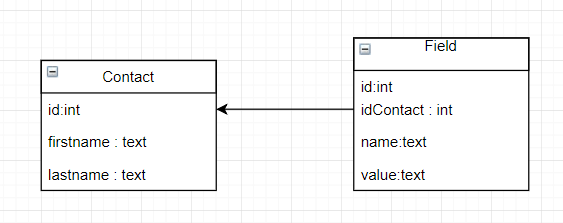 Contact
id:int
firstname : text
lastname : text
Field
id:int
idContact : int
name:text
value:text